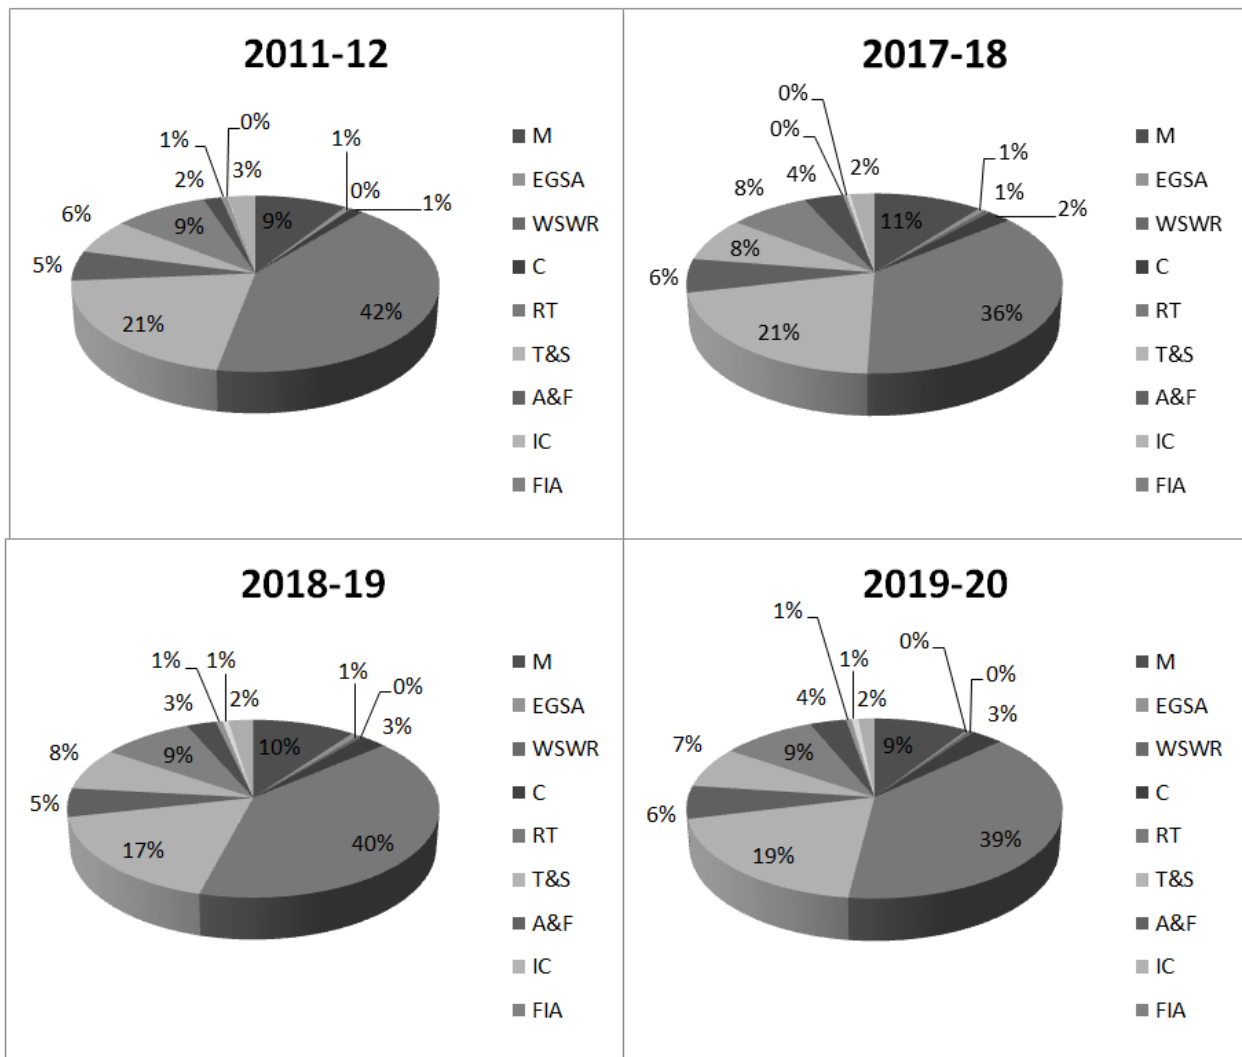 2011-12
0%
1%
1%
3%
2%
0%
1%
6%
9%
9%
5%
42%
21%
M
EGSA
WSWR
C
RT
T&S
A&F
IC
FIA
2017-18
0%
0%
1%
2%
4%
8%
1%
2%
11%
8%
6%
36%
21%
M
EGSA
WSWR
C
RT
T&S
A&F
IC
FIA
2018-19
1%
1%
1%
0%
3%
2%
3%
8%
9%
10%
5%
40%
17%
M
EGSA
WSWR
C
RT
T&S
A&F
IC
FIA
2019-20
1%
0%
1%
0%
4%
2%
3%
7%
9%
9%
6%
39%
19%
M
EGSA
WSWR
C
RT
T&S
A&F
IC
FIA